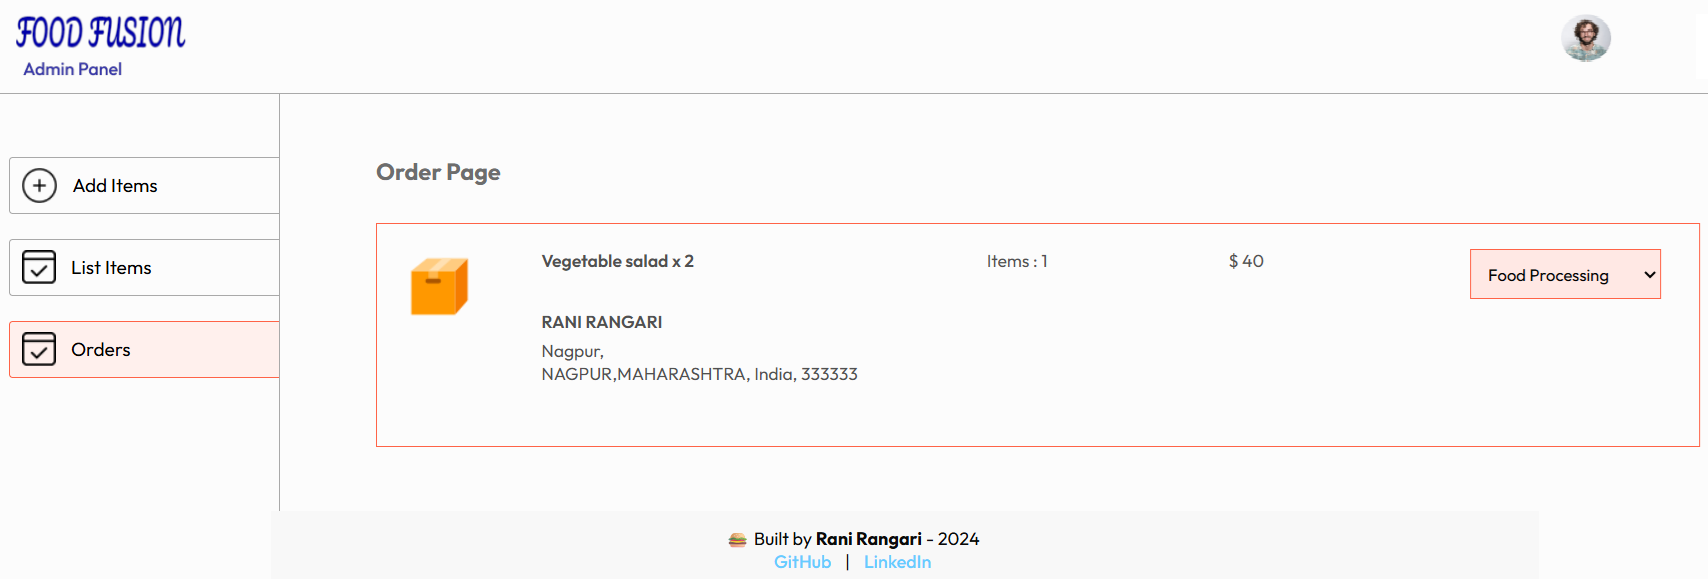 FOOD FUSION
Admin Panel
Add Items
List Items
Orders
Order Page
Vegetable salad x 2
Items : 1
$ 40
Food Processing
RANI RANGARI
Nagpur,
NAGPUR,MAHARASHTRA, India, 333333
Built by Rani Rangari - 2024
GitHub | LinkedIn